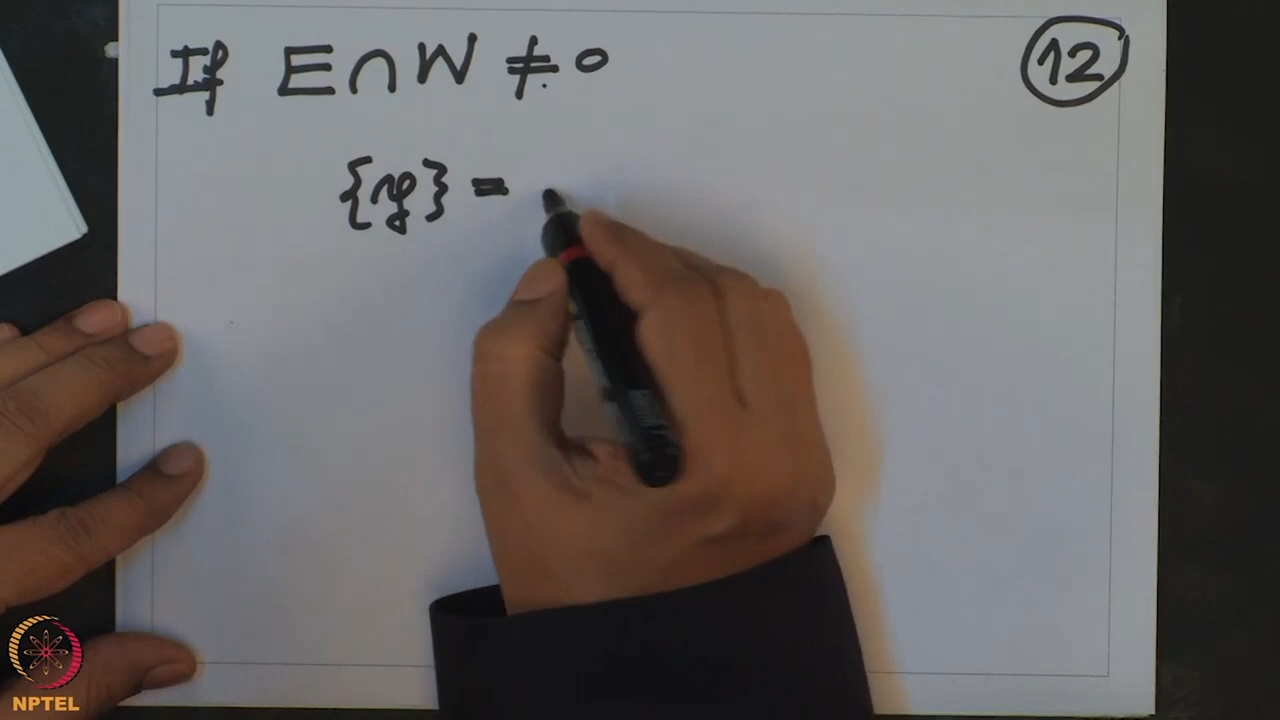 If E ∩ W ≠ 0
12
{y} =
NPTEL